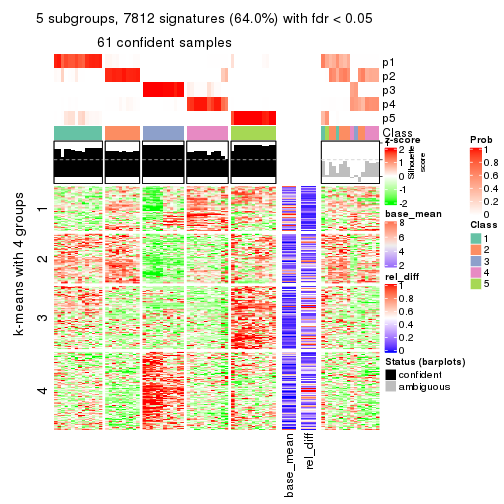 5 subgroups, 7812 signatures (64.0%) with fdr < 0.05
61 confident samples
p1
p2
p3
p4
p5
Class
z-score
2
1
0
-1
-2
Silhouette
score
Prob
1
0.8
0.6
0.4
0.2
0
base_mean
8
6
4
2
Class
1
2
3
4
5
rel_diff
1
0.8
0.6
0.4
0.2
0
Status (barplots)
confident
ambiguous
k-means with 4 groups
1
2
3
4
base_mean
rel_diff